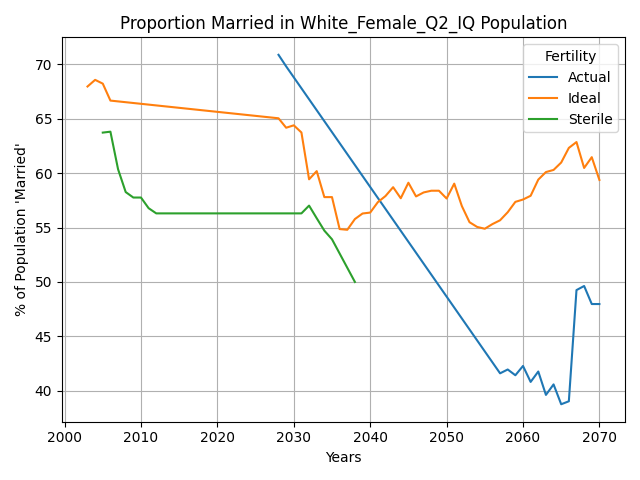 Proportion Married in White_Female_Q2_IQ Population
% of Population 'Married'
70
65
60
55
50
45
40
2000
2010
2020
2030
2040
2050
2060
2070
Years
Fertility
Actual
Ideal
Sterile